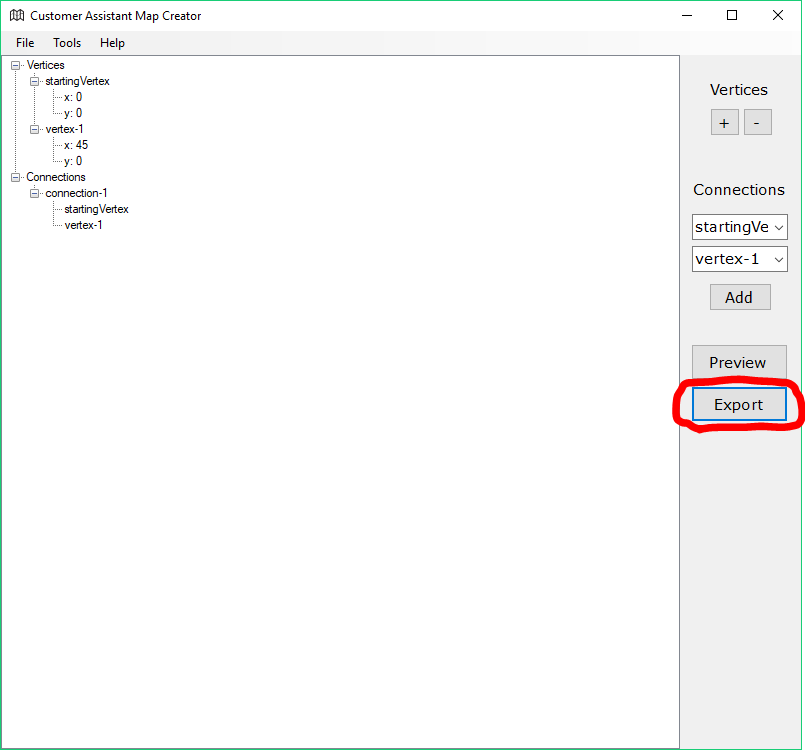 Customer Assistant Map Creator
File Tools Help
Vertices
startingVertex
x: 0
y: 0
vertex-1
x: 45
y: 0
Connections
connection-1
startingVertex
vertex-1
Vertices
+ -
Connections
startingVe
vertex-1
Add
Preview
Export